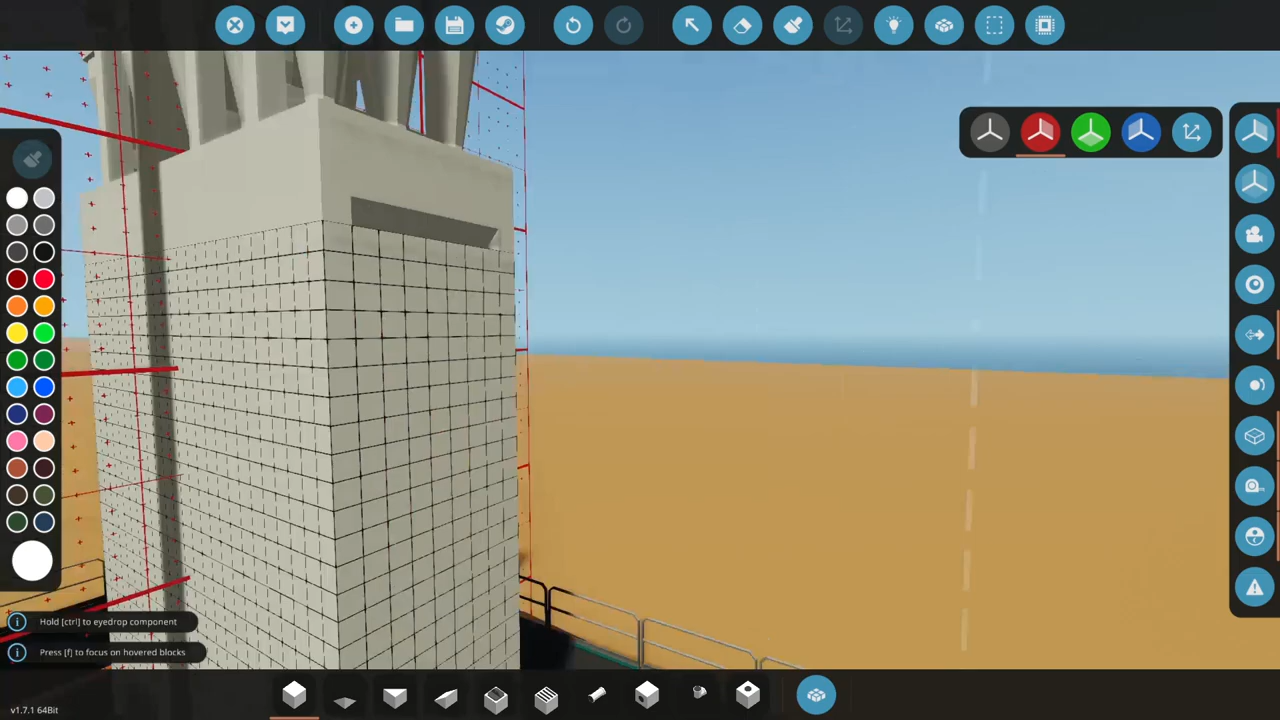 Hold [ctrl] to eyedrop component
Press [f] to focus on hovered blocks
v1.7.1 64Bit